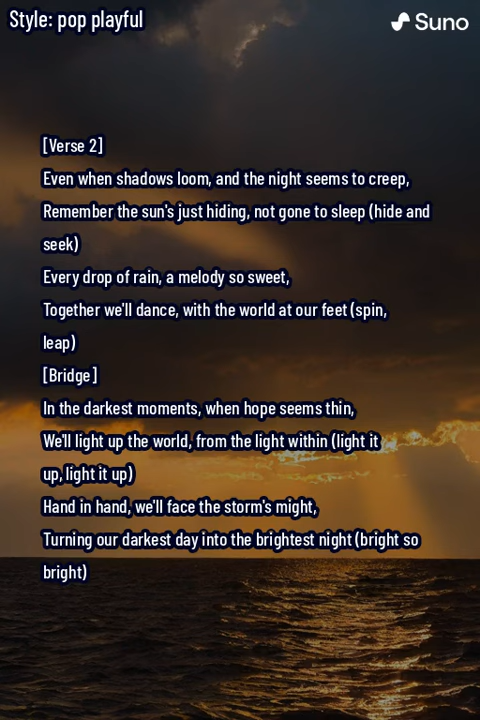 Style: pop playful
Suno
[Verse 2]
Even when shadows loom, and the night seems to creep,
Remember the sun's just hiding, not gone to sleep (hide and
seek)
Every drop of rain, a melody so sweet,
Together we'll dance, with the world at our feet (spin,
leap)
[Bridge]
In the darkest moments, when hope seems thin,
We'll light up the world, from the light within (light it
up, light it up)
Hand in hand, we'll face the storm's might,
Turning our darkest day into the brightest night (bright so
bright)